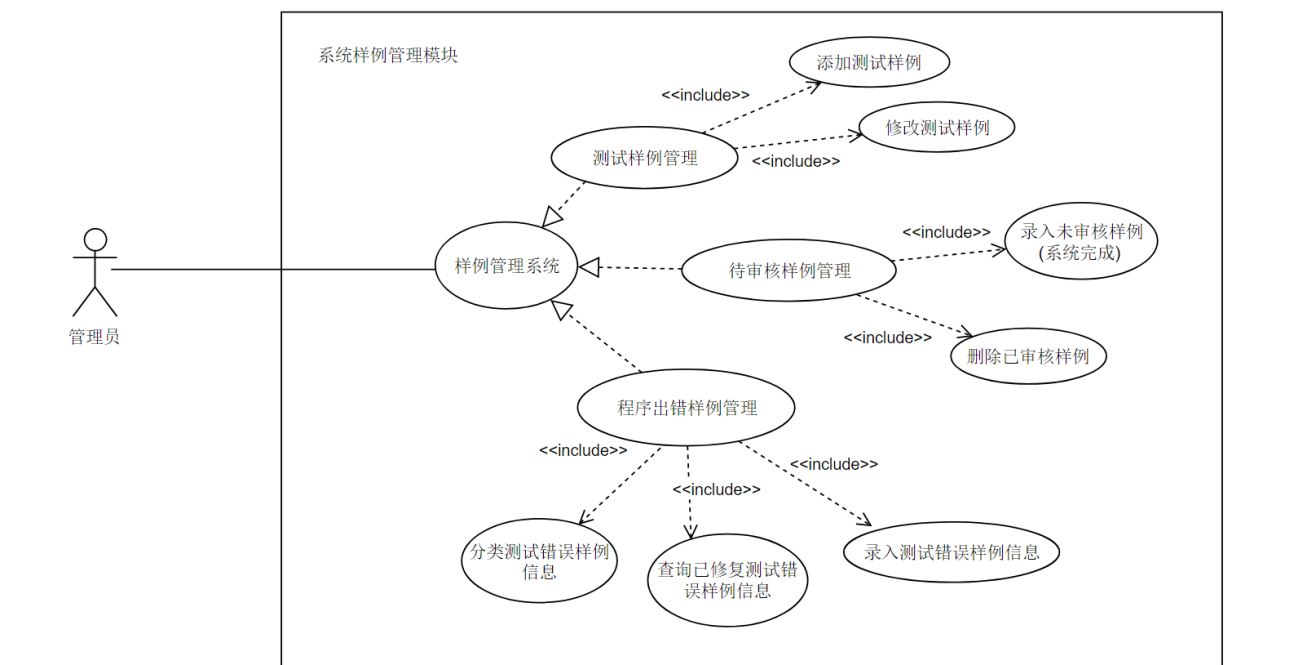 系统样例管理模块
添加测试样例
<<include>>
修改测试样例
<<include>>
测试样例管理
录入未审核样例
(系统完成)
<<include>>
样例管理系统
待审核样例管理
管理员
<<include>>
删除已审核样例
程序出错样例管理
<<include>>
<<include>>
<<include>>
分类测试错误样例
信息
查询已修复测试错
误样例信息
录入测试错误样例信息